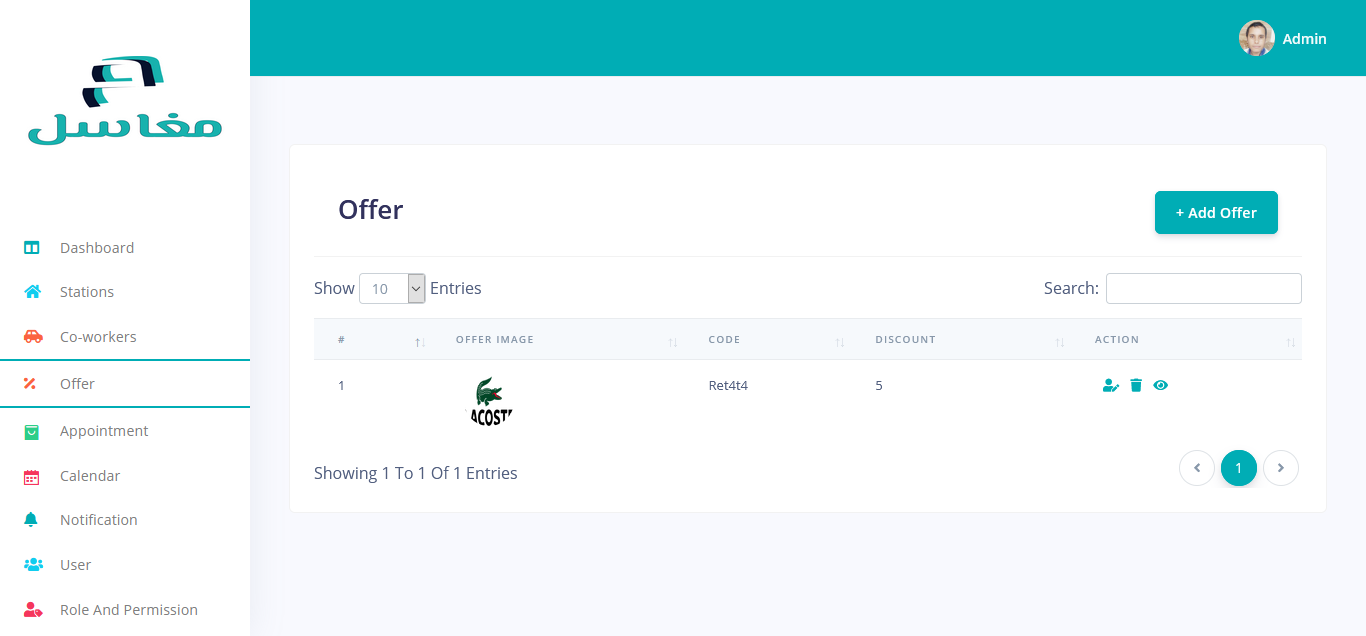 مغاسل
Admin
Dashboard
Stations
Co-workers
Offer
Appointment
Calendar
Notification
User
Role And Permission
Offer
+ Add Offer
Show 10 Entries
Search:
# OFFER IMAGE CODE DISCOUNT ACTION
1 ACOST Ret4t4 5
Showing 1 To 1 Of 1 Entries
1